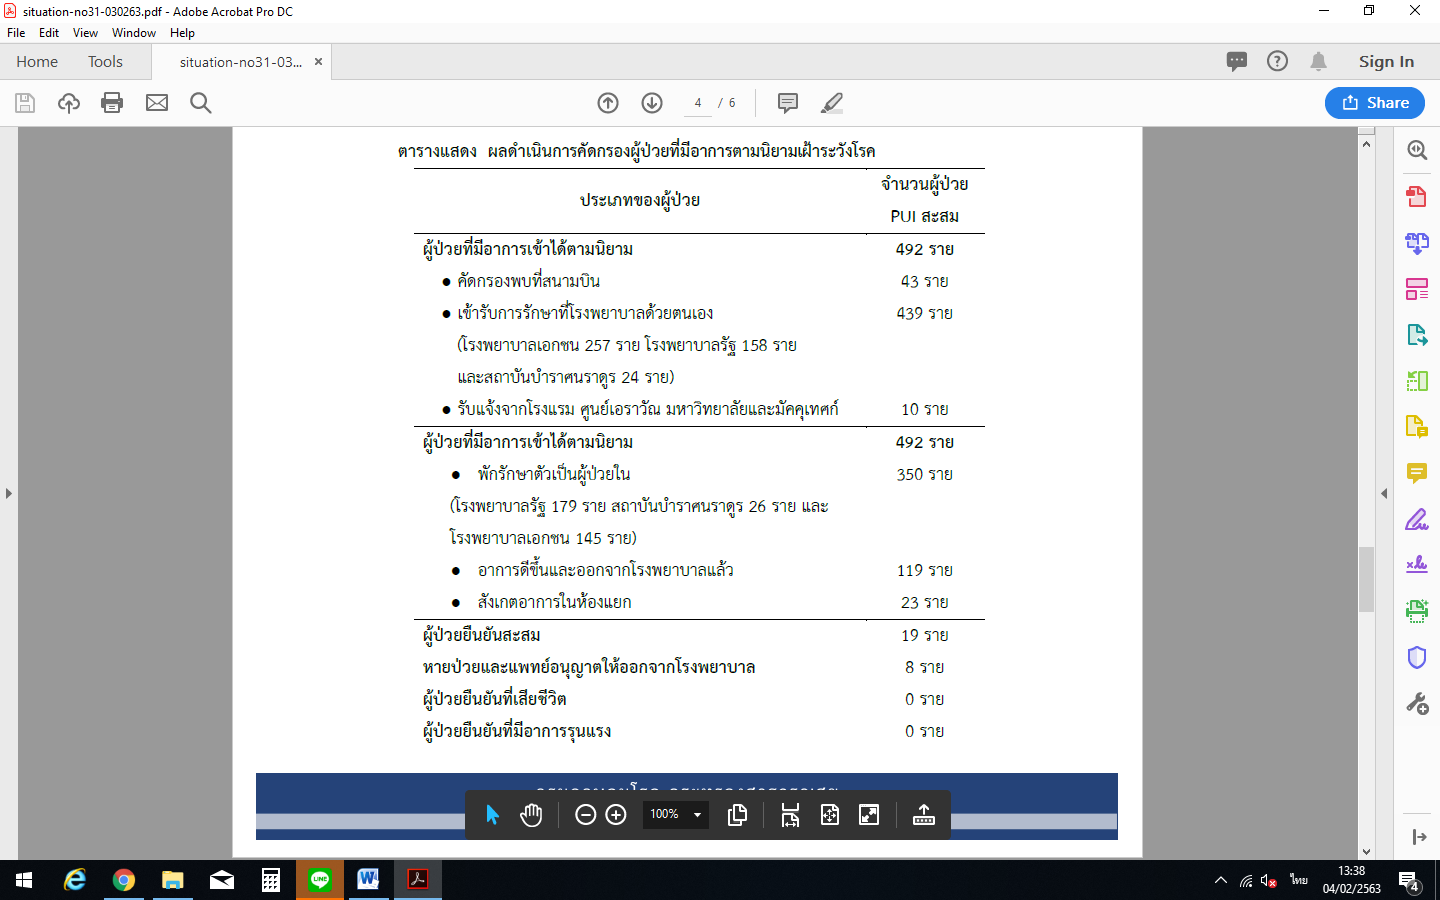 situation-no31-030263.pdf - Adobe Acrobat Pro DC
File Edit View Window Help
Home Tools situation-no31-03... ×
Sign In
4 / 6
Share
ตารางแสดง ผลดำเนินการคัดกรองผู้ป่วยที่มีอาการตามนิยามเฝ้าระวังโรค
ประเภทของผู้ป่วย
จำนวนผู้ป่วย
PUI สะสม
ผู้ป่วยที่มีอาการเข้าได้ตามนิยาม 492 ราย
● คัดกรองพบที่สนามบิน 43 ราย
● เข้ารับการรักษาที่โรงพยาบาลด้วยตนเอง 439 ราย
(โรงพยาบาลเอกชน 257 ราย โรงพยาบาลรัฐ 158 ราย
และสถาบันบำราศนราดูร 24 ราย)
● รับแจ้งจากโรงแรม ศูนย์เอราวัณ มหาวิทยาลัยและมัคคุเทศก์ 10 ราย
ผู้ป่วยที่มีอาการเข้าได้ตามนิยาม 492 ราย
● พักรักษาตัวเป็นผู้ป่วยใน 350 ราย
(โรงพยาบาลรัฐ 179 ราย สถาบันบำราศนราดูร 26 ราย และ
โรงพยาบาลเอกชน 145 ราย)
● อาการดีขึ้นและออกจากโรงพยาบาลแล้ว 119 ราย
● สังเกตอาการในห้องแยก 23 ราย
ผู้ป่วยยืนยันสะสม 19 ราย
หายป่วยและแพทย์อนุญาตให้ออกจากโรงพยาบาล 8 ราย
ผู้ป่วยยืนยันที่เสียชีวิต 0 ราย
ผู้ป่วยยืนยันที่มีอาการรุนแรง 0 ราย
100%
LINE
ไทย
13:38
04/02/2563
4